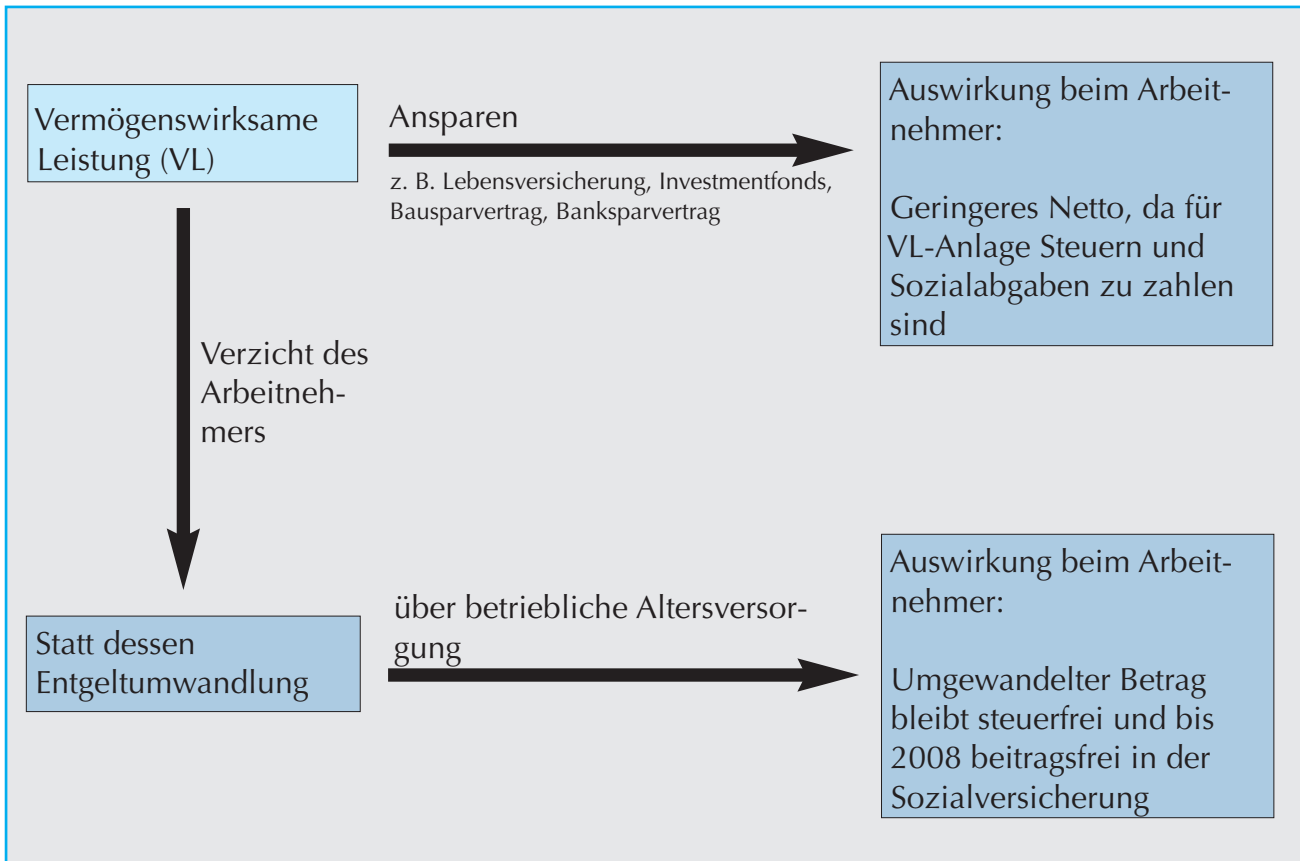 Vermögenswirksame
Leistung (VL)
Ansparen
z. B. Lebensversicherung, Investmentfonds,
Bausparvertrag, Banksparvertrag
Auswirkung beim Arbeit-
nehmer:
Geringeres Netto, da für
VL-Anlage Steuern und
Sozialabgaben zu zahlen
sind
Verzicht des
Arbeitneh-
mers
Statt dessen
Entgeltumwandlung
über betriebliche Altersversor-
gung
Auswirkung beim Arbeit-
nehmer:
Umgewandelter Betrag
bleibt steuerfrei und bis
2008 beitragsfrei in der
Sozialversicherung